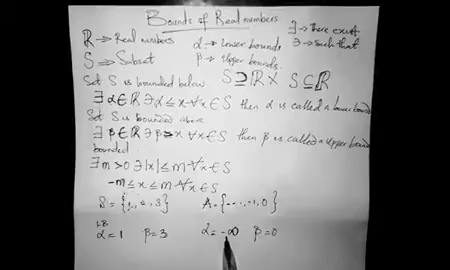 Bounds of Real numbers
ℝ ⇒ Real numbers α → Lower bounds ∃ → There exist
S ⇒ Subset β → Upper bounds. ∋ → such that
Set S is bounded below S ⊇ ℝ × S ⊆ ℝ
∃ α ∈ ℝ ∋ α ≤ x ∀ x ∈ S then α is called a lower bound
Set S is bounded above
∃ β ∈ ℝ ∋ β ≥ x ∀ x ∈ S then β is called a upper bound
bounded
∃ m > 0 ∋ |x| ≤ m ∀ x ∈ S
-m ≤ x ≤ m ∀ x ∈ S
S = {1, 2, 3} A = {---, -1, 0}
LB
α = 1 β = 3 α = -∞ β = 0